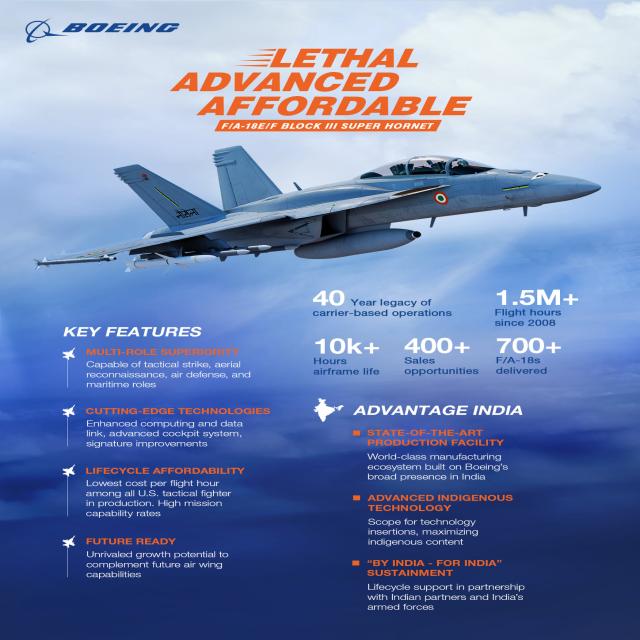 BOEING
LETHAL
ADVANCED
AFFORDABLE
F/A-18E/F BLOCK III SUPER HORNET
40 Year legacy of
carrier-based operations
1.5M+
Flight hours
since 2008
10k+
Hours
airframe life
400+
Sales
opportunities
700+
F/A-18s
delivered
KEY FEATURES
MULTI-ROLE SUPERIORITY
Capable of tactical strike, aerial
reconnaissance, air defense, and
maritime roles
CUTTING-EDGE TECHNOLOGIES
Enhanced computing and data
link, advanced cockpit system,
signature improvements
LIFECYCLE AFFORDABILITY
Lowest cost per flight hour
among all U.S. tactical fighter
in production. High mission
capability rates
FUTURE READY
Unrivaled growth potential to
complement future air wing
capabilities
ADVANTAGE INDIA
STATE-OF-THE-ART
PRODUCTION FACILITY
World-class manufacturing
ecosystem built on Boeing's
broad presence in India
ADVANCED INDIGENOUS
TECHNOLOGY
Scope for technology
insertions, maximizing
indigenous content
"BY INDIA - FOR INDIA"
SUSTAINMENT
Lifecycle support in partnership
with Indian partners and India's
armed forces